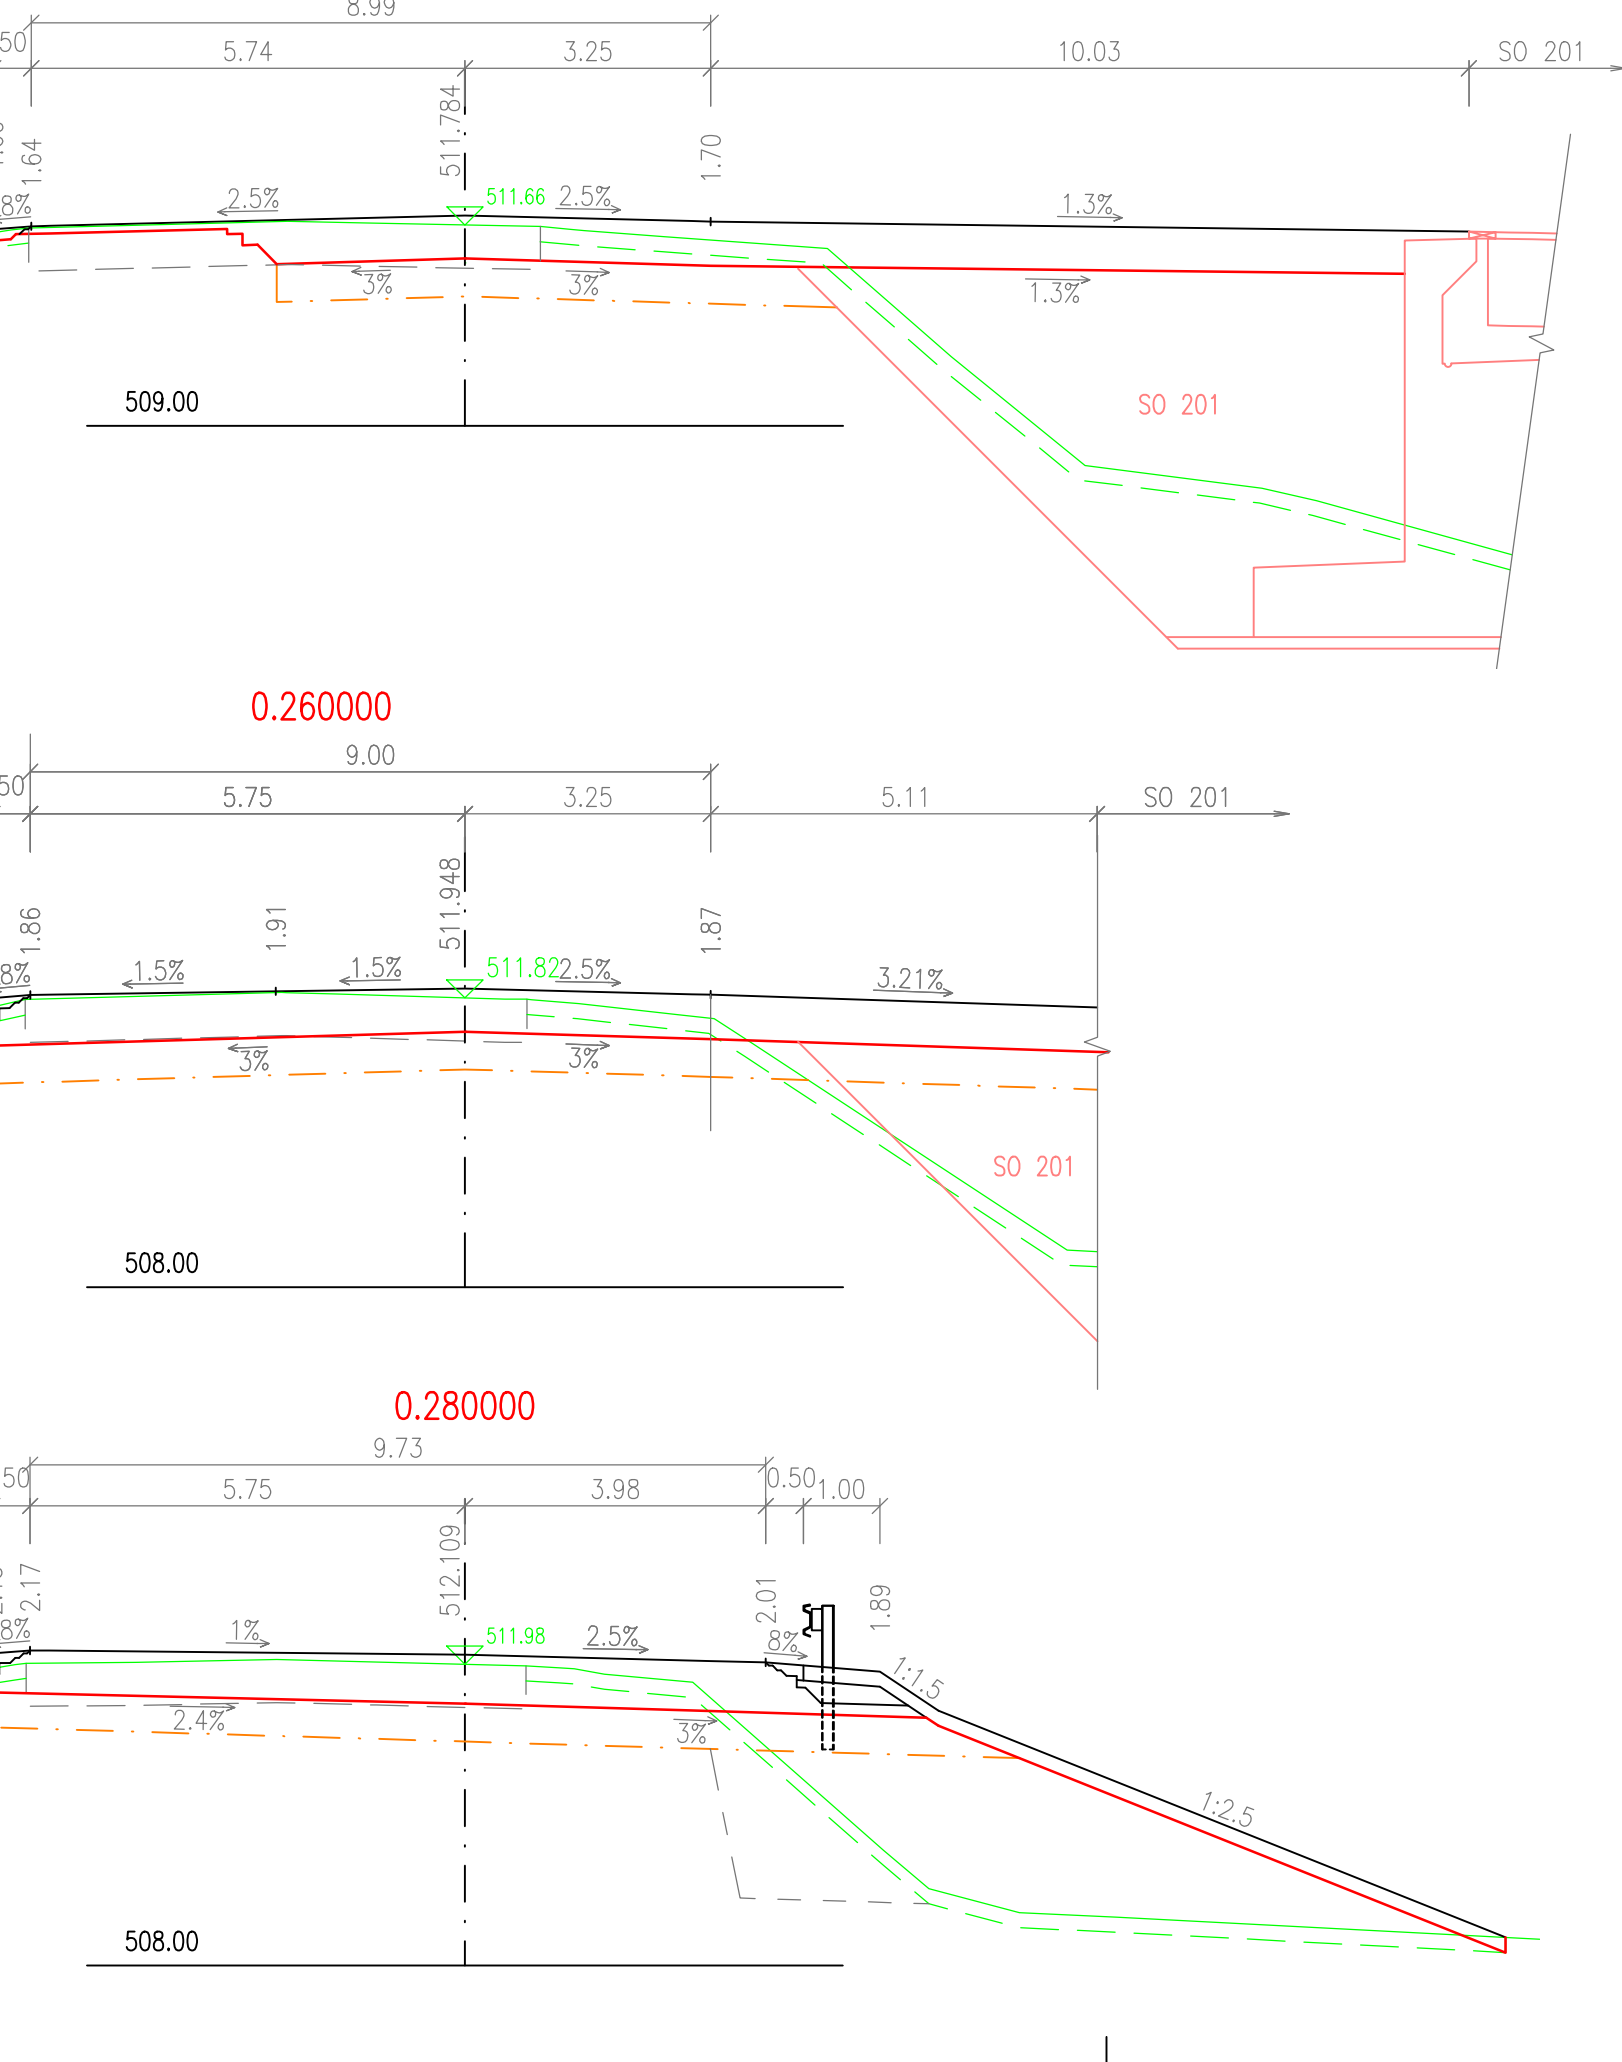 8.99
50 5.74 3.25 10.03 SO 201
1.64 511.784 1.70
8% 2.5% 511.66 2.5% 1.3%
3% 3% 1.3%
509.00
SO 201
0.260000
9.00
50 5.75 3.25 5.11 SO 201
1.86 1.91 511.948 1.87
8% 1.5% 1.5% 511.82 2.5% 3.21%
3% 3%
SO 201
508.00
0.280000
9.73
50 5.75 3.98 0.50 1.00
2.17 512.109 2.01 1.89
8% 1% 511.98 2.5% 8% 1:1.5
2.4% 3%
1:2.5
508.00